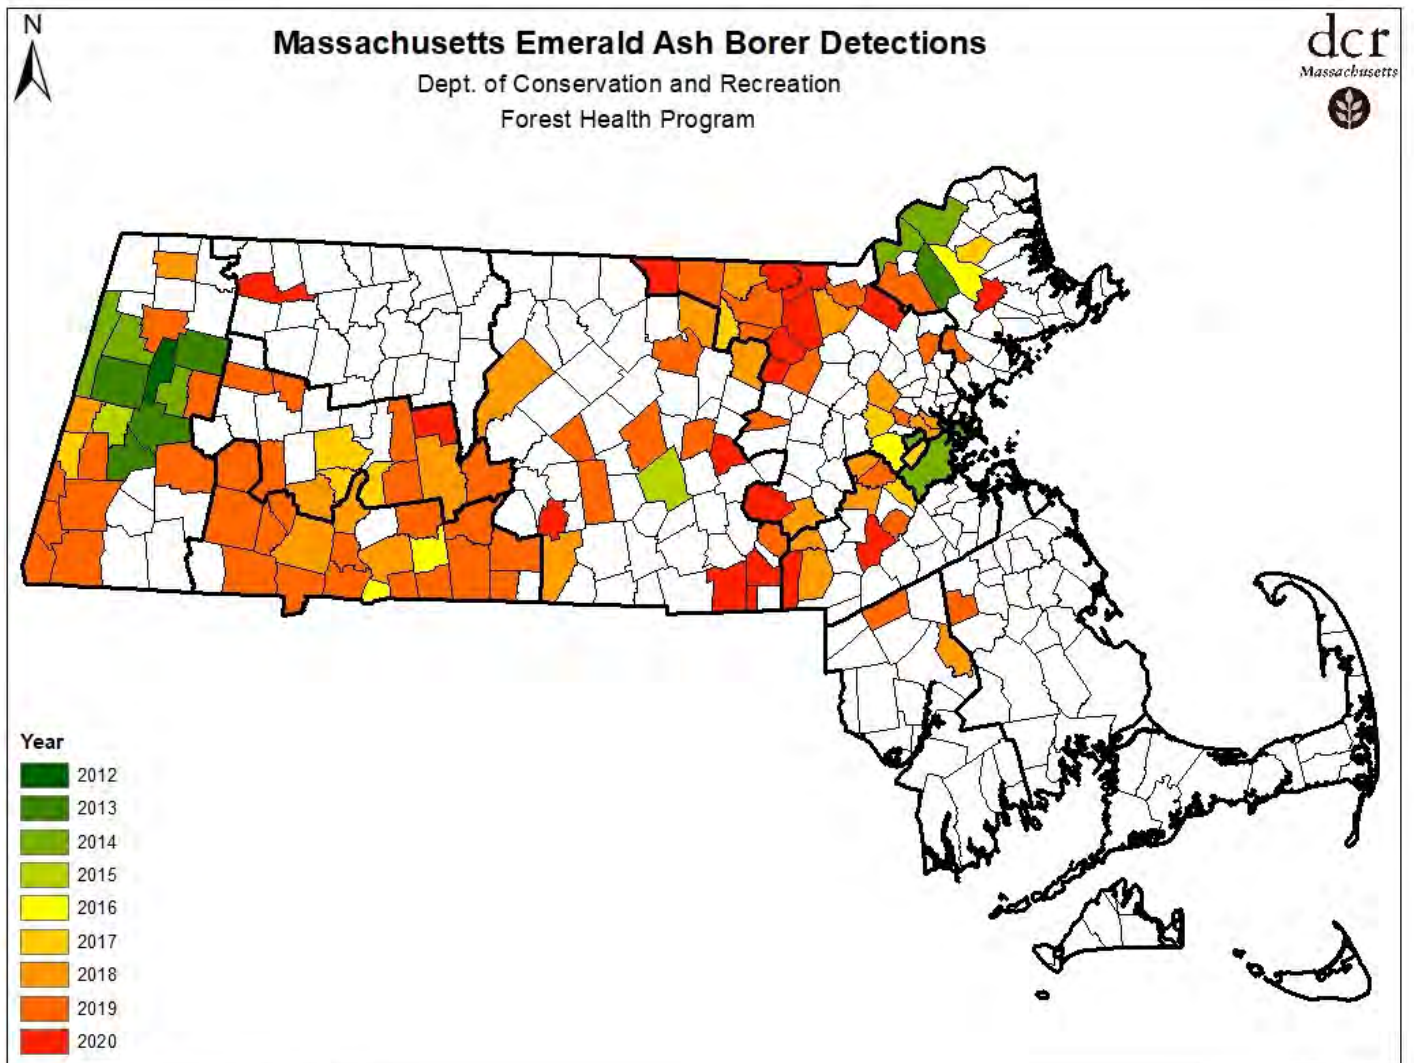 N
Massachusetts Emerald Ash Borer Detections
Dept. of Conservation and Recreation
Forest Health Program
dcr
Massachusetts
Year
2012
2013
2014
2015
2016
2017
2018
2019
2020